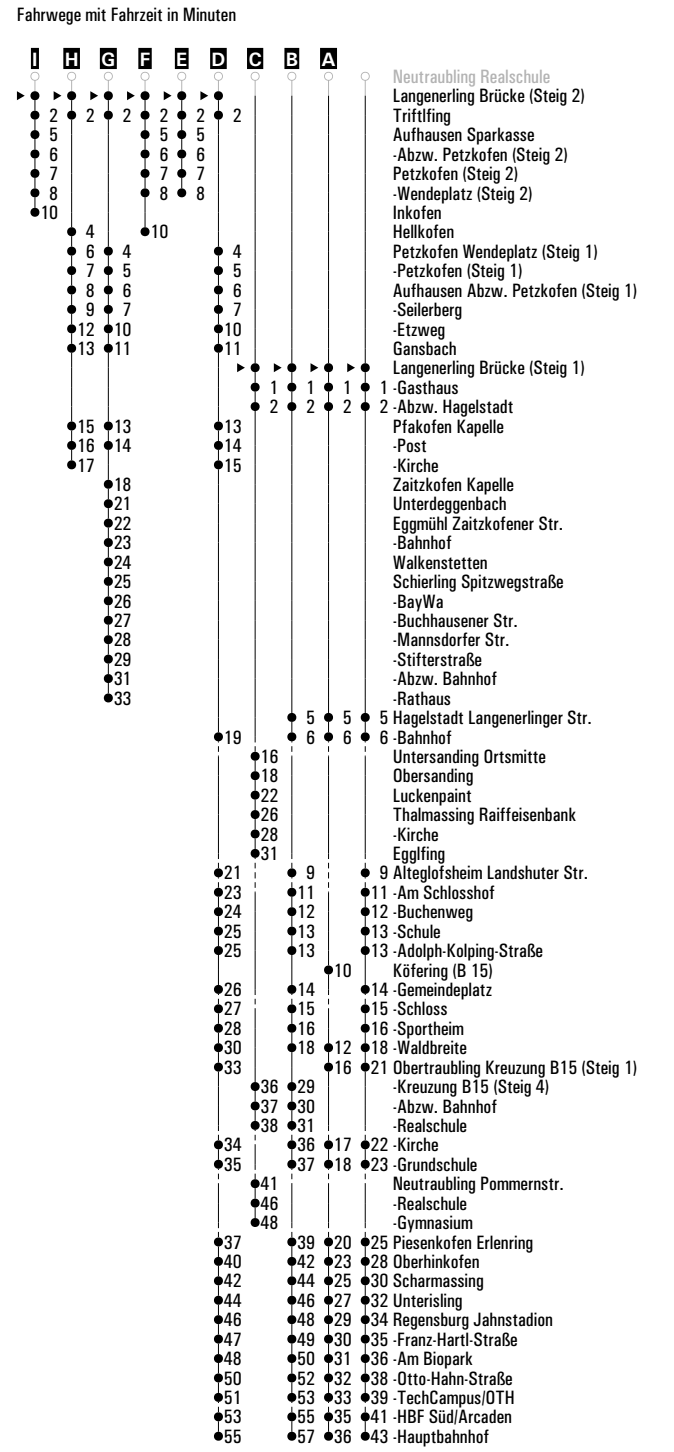 Fahrwege mit Fahrzeit in Minuten
I H G F E D C B A
Neutraubling Realschule
Langenerling Brücke (Steig 2)
2 2 2 2 2 2 Triftlfing
5 5 5 Aufhausen Sparkasse
6 6 6 -Abzw. Petzkofen (Steig 2)
7 7 7 Petzkofen (Steig 2)
8 8 8 -Wendeplatz (Steig 2)
10 Inkofen
4 10 Hellkofen
6 4 4 Petzkofen Wendeplatz (Steig 1)
7 5 5 -Petzkofen (Steig 1)
8 6 6 Aufhausen Abzw. Petzkofen (Steig 1)
9 7 7 -Seilerberg
12 10 10 -Etzweg
13 11 11 Gansbach
Langenerling Brücke (Steig 1)
1 1 1 1 -Gasthaus
2 2 2 2 -Abzw. Hagelstadt
15 13 13 Pfakofen Kapelle
16 14 14 -Post
17 15 -Kirche
18 Zaitzkofen Kapelle
21 Unterdeggenbach
22 Eggmühl Zaitzkofener Str.
23 -Bahnhof
24 Walkenstetten
25 Schierling Spitzwegstraße
26 -BayWa
27 -Buchhausener Str.
28 -Mannsdorfer Str.
29 -Stifterstraße
31 -Abzw. Bahnhof
33 -Rathaus
5 5 5 Hagelstadt Langenerlinger Str.
19 6 6 6 -Bahnhof
16 Untersanding Ortsmitte
18 Obersanding
22 Luckenpaint
26 Thalmassing Raiffeisenbank
28 -Kirche
31 Egglfing
21 9 9 Alteglofsheim Landshuter Str.
23 11 11 -Am Schlosshof
24 12 12 -Buchenweg
25 13 13 -Schule
25 13 13 -Adolph-Kolping-Straße
10 Köfering (B 15)
26 14 14 -Gemeindeplatz
27 15 15 -Schloss
28 16 16 -Sportheim
30 18 12 18 -Waldbreite
33 16 21 Obertraubling Kreuzung B15 (Steig 1)
36 29 -Kreuzung B15 (Steig 4)
37 30 -Abzw. Bahnhof
38 31 -Realschule
34 36 17 22 -Kirche
35 37 18 23 -Grundschule
41 Neutraubling Pommernstr.
46 -Realschule
48 -Gymnasium
37 39 20 25 Piesenkofen Erlenring
40 42 23 28 Oberhinkofen
42 44 25 30 Scharmassing
44 46 27 32 Unterisling
46 48 29 34 Regensburg Jahnstadion
47 49 30 35 -Franz-Hartl-Straße
48 50 31 36 -Am Biopark
50 52 32 38 -Otto-Hahn-Straße
51 53 33 39 -TechCampus/OTH
53 55 35 41 -HBF Süd/Arcaden
55 57 36 43 -Hauptbahnhof